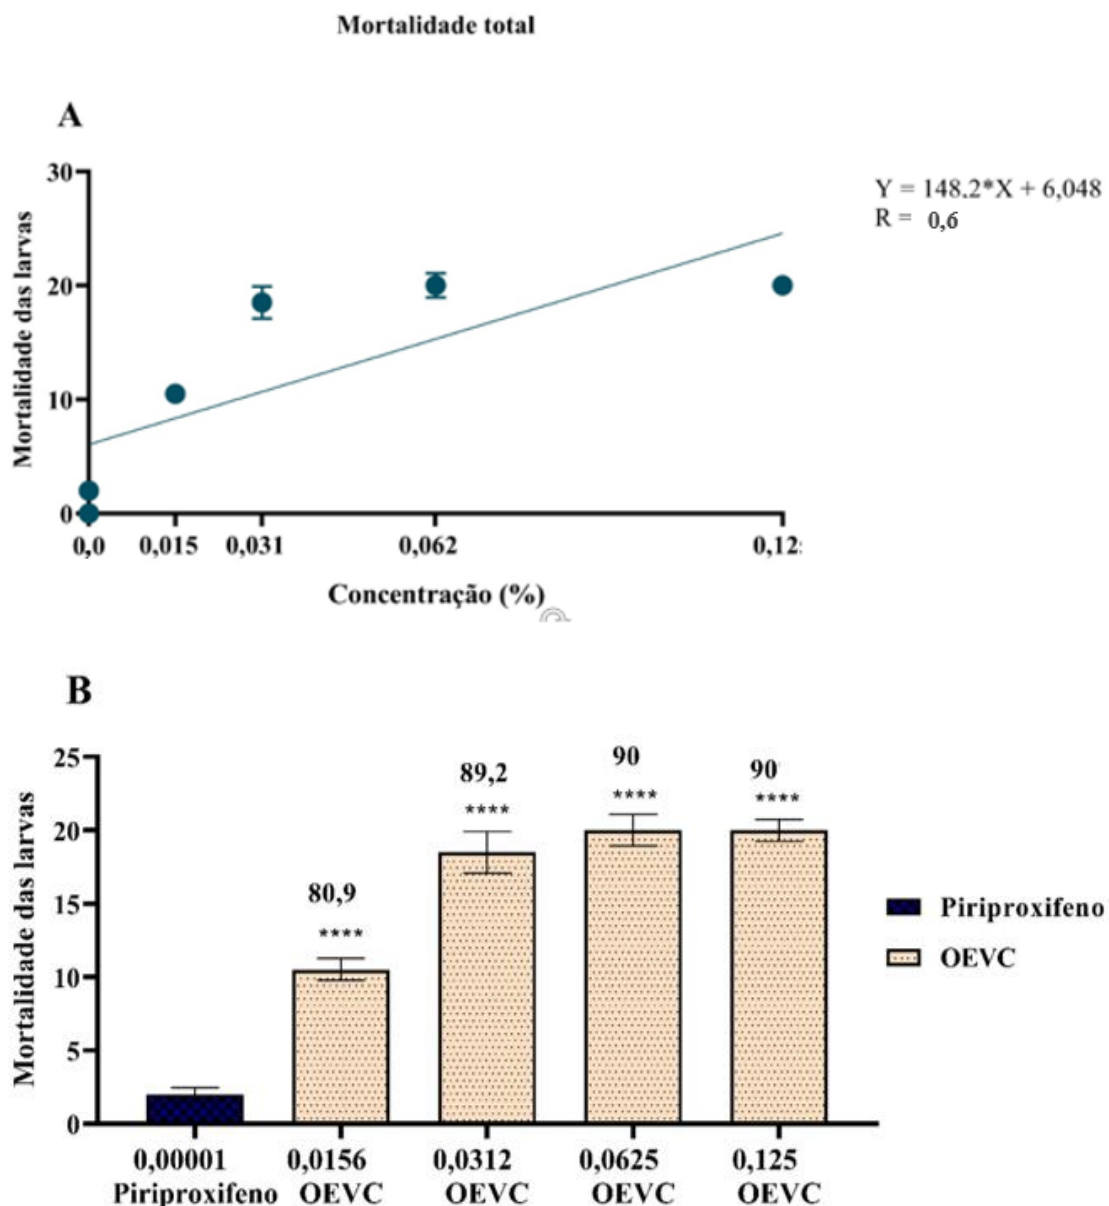 Mortalidade total
A
Y = 148.2*X + 6,048
R = 0,6
30
20
10
0
Mortalidade das larvas
0,0 0,015 0,031 0,062 0,12
Concentração (%)
B
25
20
15
10
5
0
Mortalidade das larvas
80,9
****
89,2
****
90
****
90
****
Piriproxifeno
OEVC
0,00001 0,0156 0,0312 0,0625 0,125
Piriproxifeno OEVC OEVC OEVC OEVC